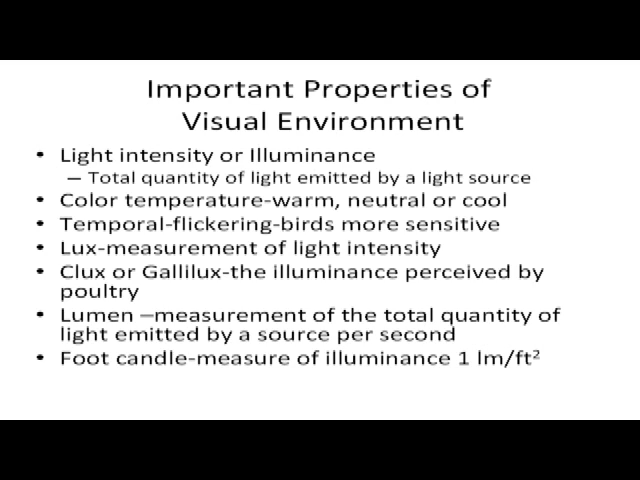 Important Properties of
Visual Environment
• Light intensity or Illuminance
– Total quantity of light emitted by a light source
• Color temperature-warm, neutral or cool
• Temporal-flickering-birds more sensitive
• Lux-measurement of light intensity
• Clux or Gallilux-the illuminance perceived by
poultry
• Lumen –measurement of the total quantity of
light emitted by a source per second
• Foot candle-measure of illuminance 1 lm/ft²